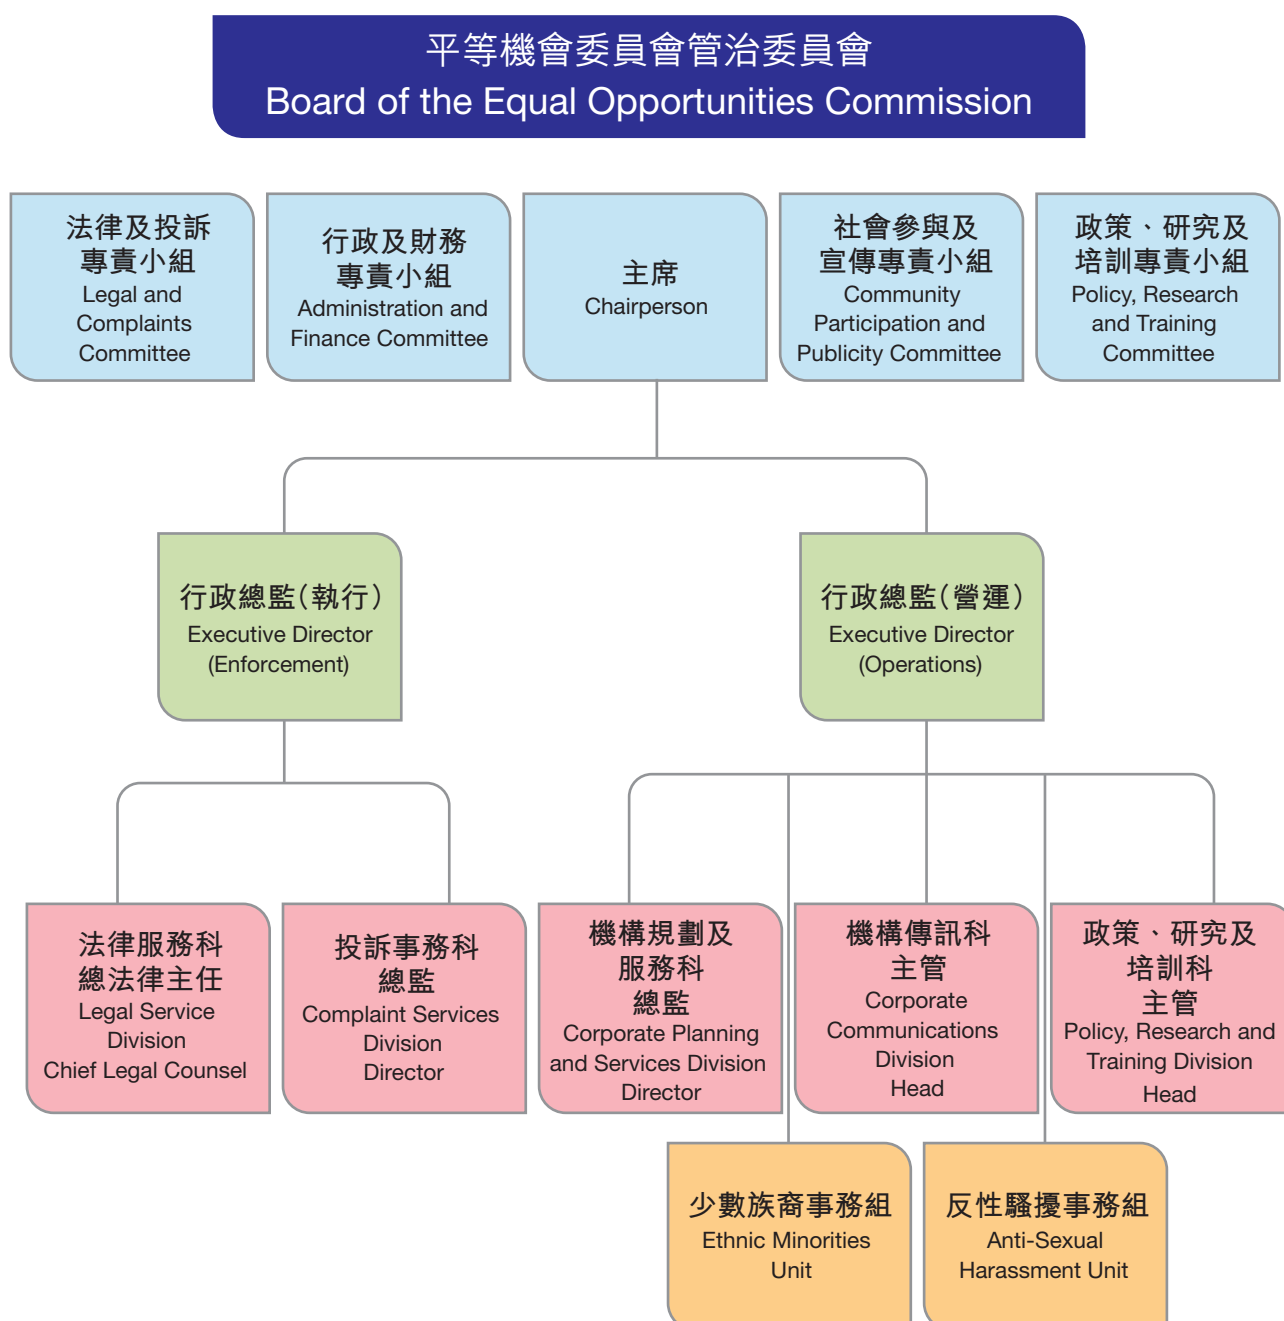 平等機會委員會管治委員會
Board of the Equal Opportunities Commission
法律及投訴
專責小組
Legal and
Complaints
Committee
行政及財務
專責小組
Administration and
Finance Committee
主席
Chairperson
社會參與及
宣傳專責小組
Community
Participation and
Publicity Committee
政策、研究及
培訓專責小組
Policy, Research
and Training
Committee
行政總監(執行)
Executive Director
(Enforcement)
行政總監(營運)
Executive Director
(Operations)
法律服務科
總法律主任
Legal Service
Division
Chief Legal Counsel
投訴事務科
總監
Complaint Services
Division
Director
機構規劃及
服務科
總監
Corporate Planning
and Services Division
Director
機構傳訊科
主管
Corporate
Communications
Division
Head
政策、研究及
培訓科
主管
Policy, Research and
Training Division
Head
少數族裔事務組
Ethnic Minorities
Unit
反性騷擾事務組
Anti-Sexual
Harassment Unit